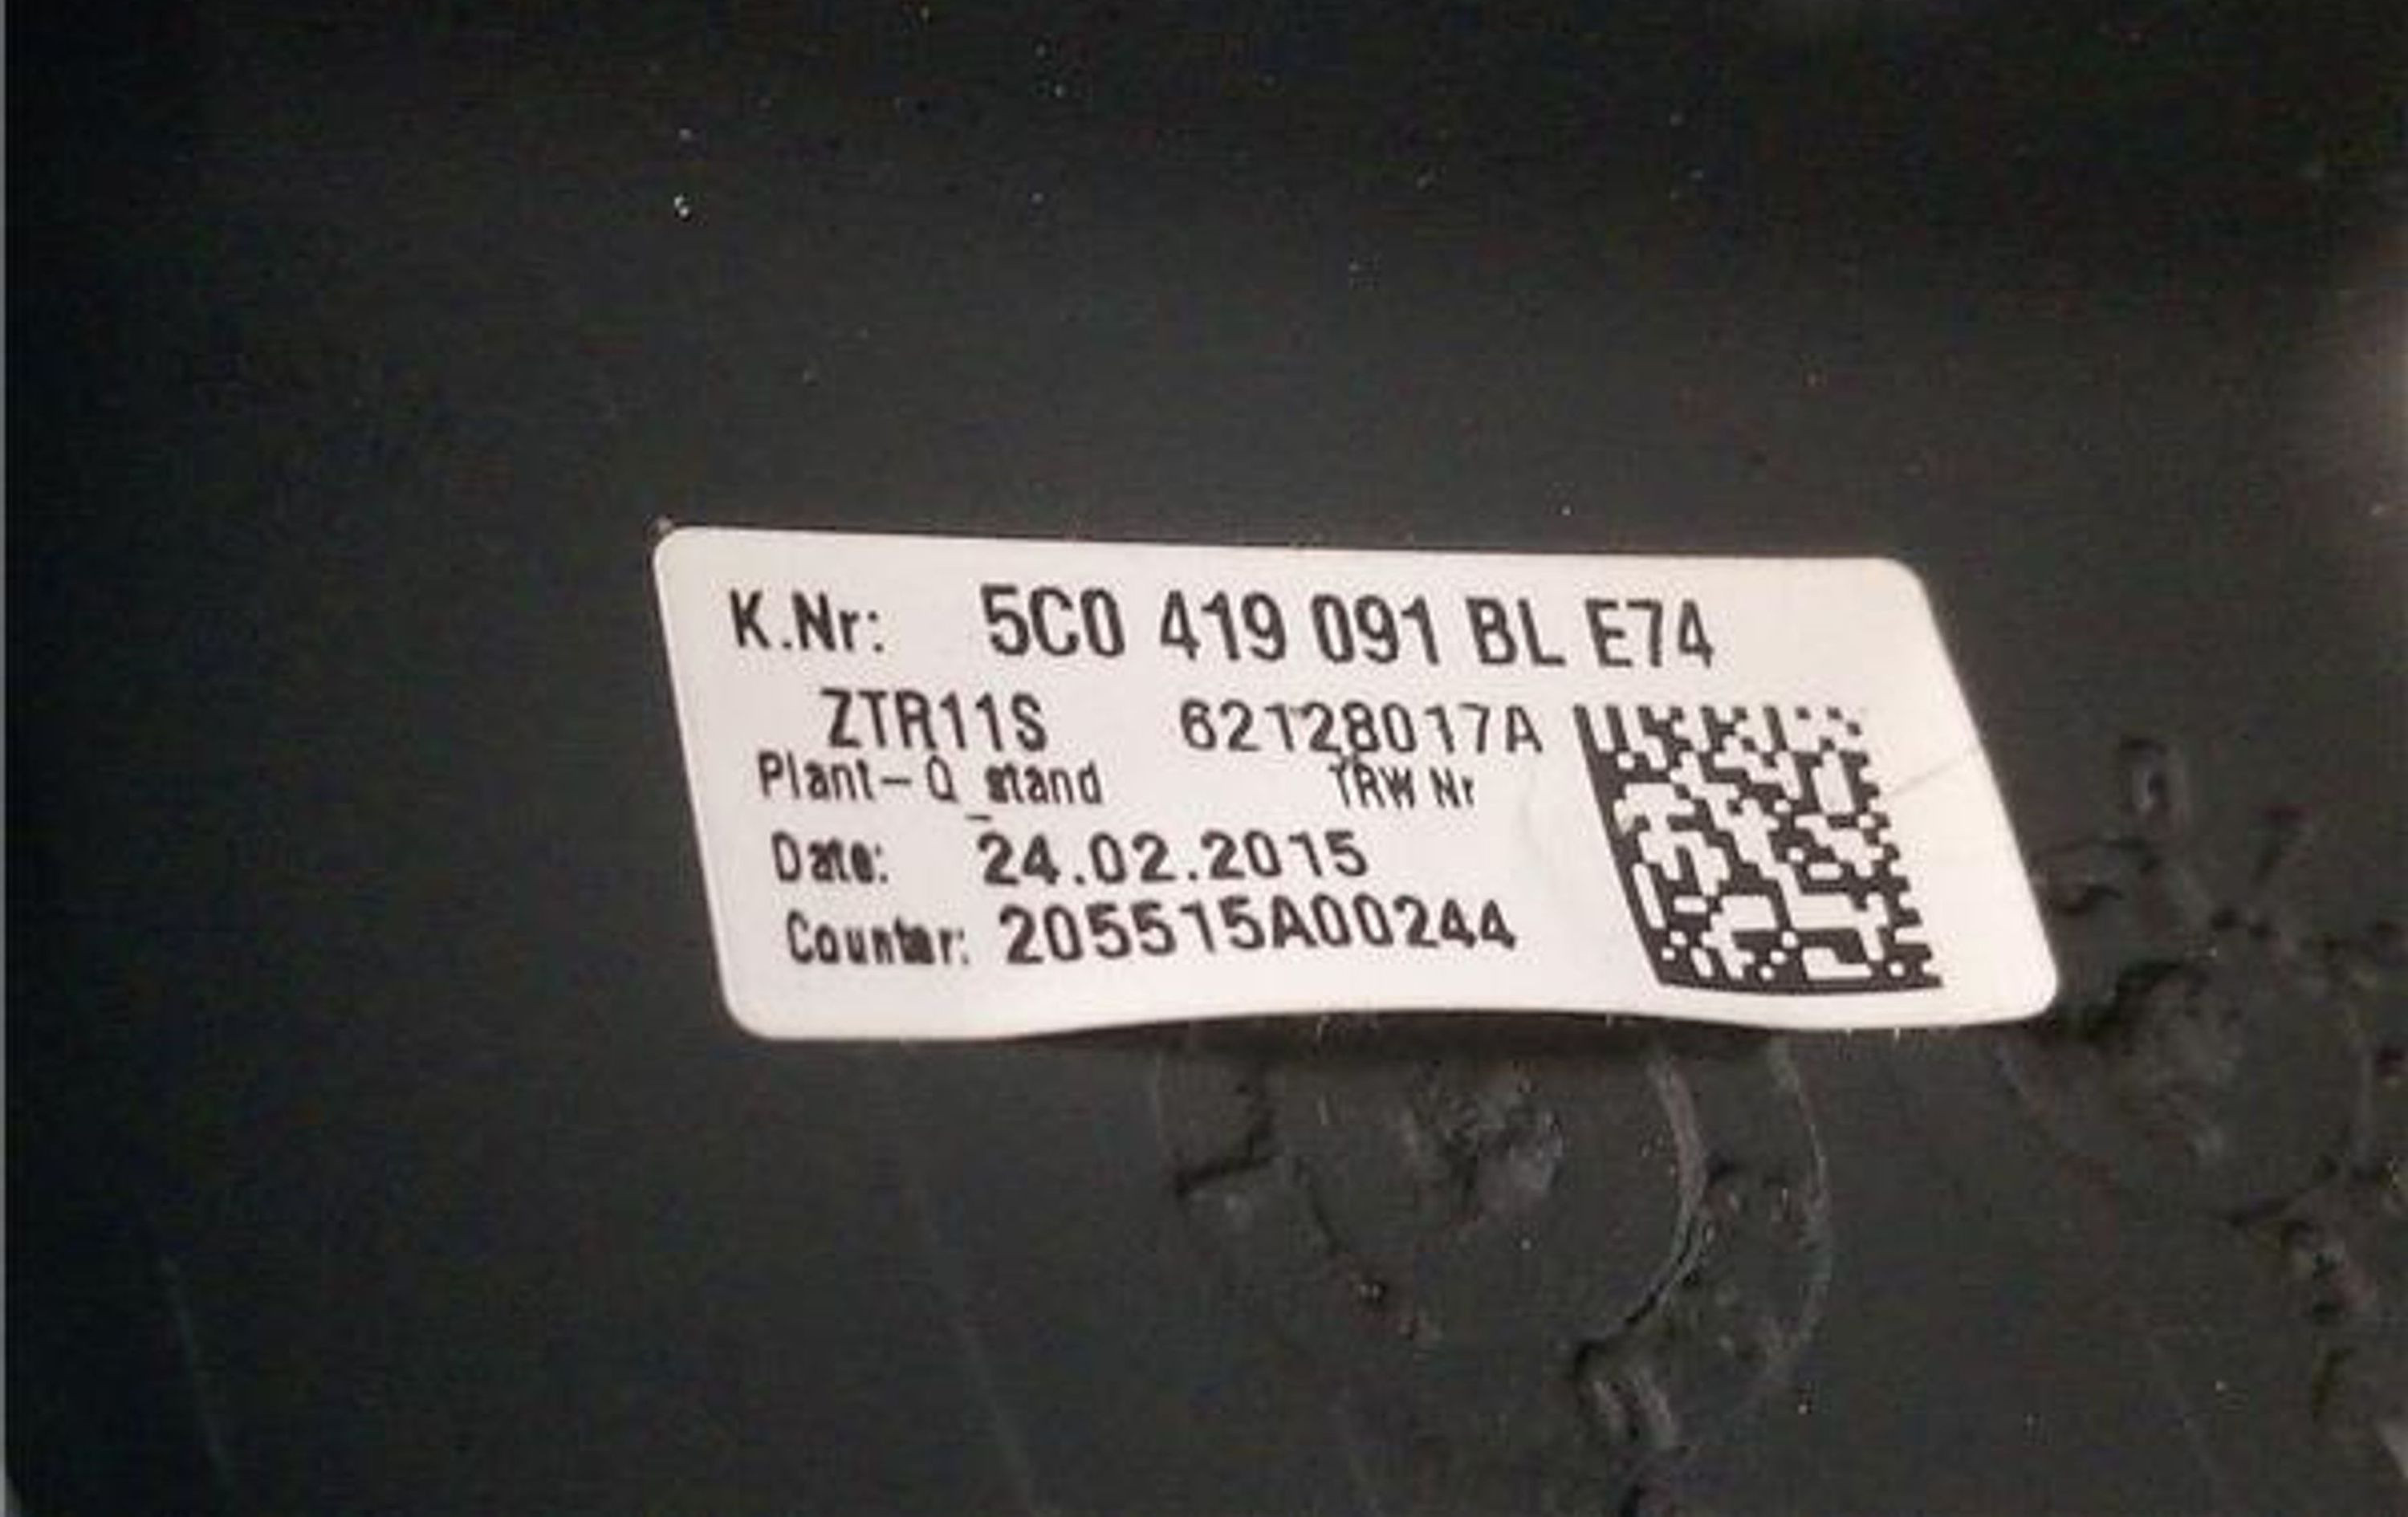 K.Nr: 5C0 419 091 BL E74
ZTR11S 62128017A
Plant-Q_stand TRW Nr
Date: 24.02.2015
Counter: 205515A00244